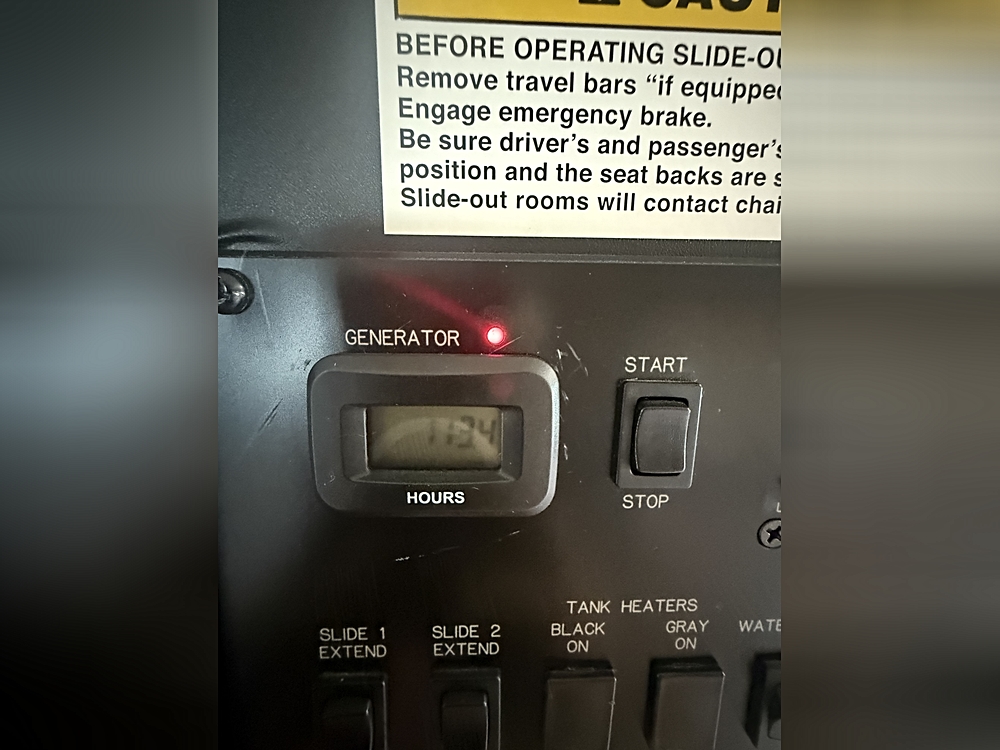 BEFORE OPERATING SLIDE-OU
Remove travel bars “if equipped
Engage emergency brake.
Be sure driver’s and passenger’s
position and the seat backs are s
Slide-out rooms will contact chai
GENERATOR
START
1134
HOURS
STOP
TANK HEATERS
SLIDE 1
EXTEND
SLIDE 2
EXTEND
BLACK
ON
GRAY
ON
WATE